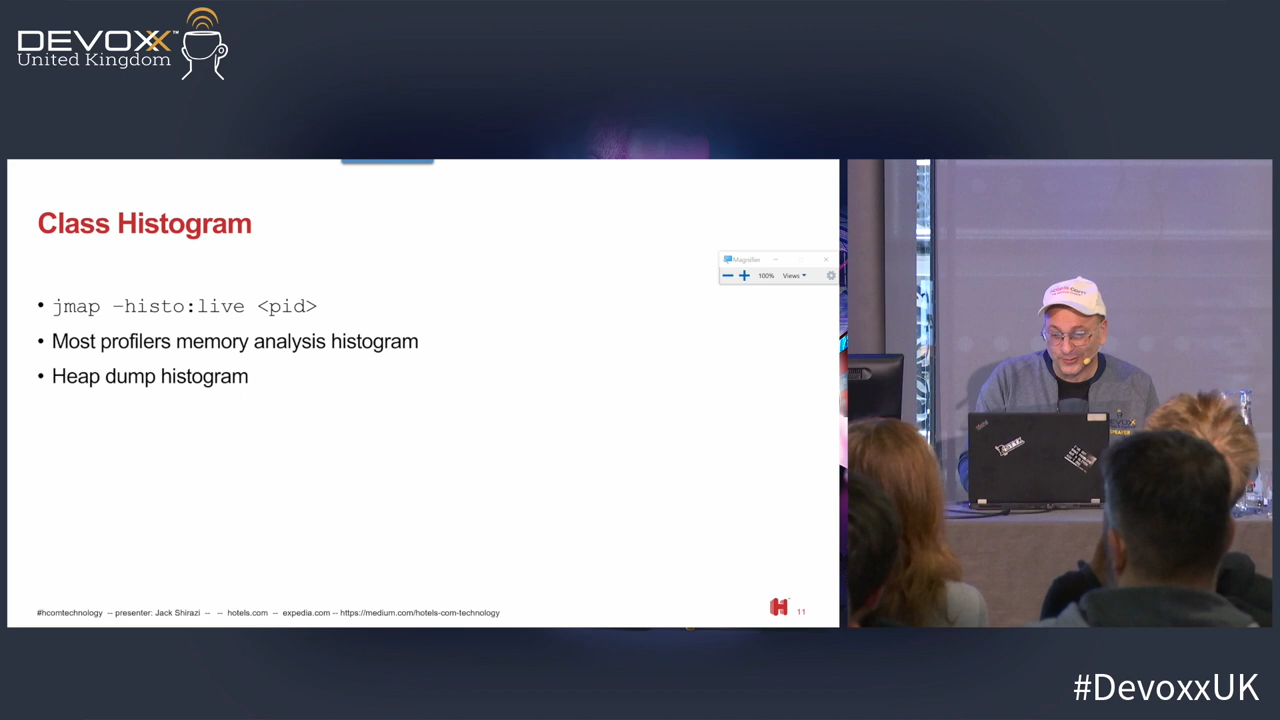 DEVOXX™
United Kingdom
Class Histogram
• jmap –histo:live <pid>
• Most profilers memory analysis histogram
• Heap dump histogram
Magnifier
100% Views
#hcomtechnology -- presenter: Jack Shirazi -- -- hotels.com -- expedia.com -- https://medium.com/hotels-com-technology
H 11
#DevoxxUK